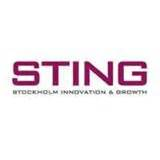 STING
STOCKHOLM INNOVATION & GROWTH